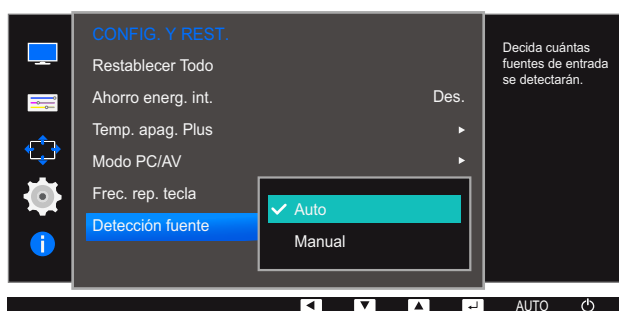 CONFIG. Y REST.
Restablecer Todo
Ahorro energ. int. Des.
Temp. apag. Plus
Modo PC/AV
Frec. rep. tecla
Detección fuente
Auto
Manual
Decida cuántas
fuentes de entrada
se detectarán.
AUTO